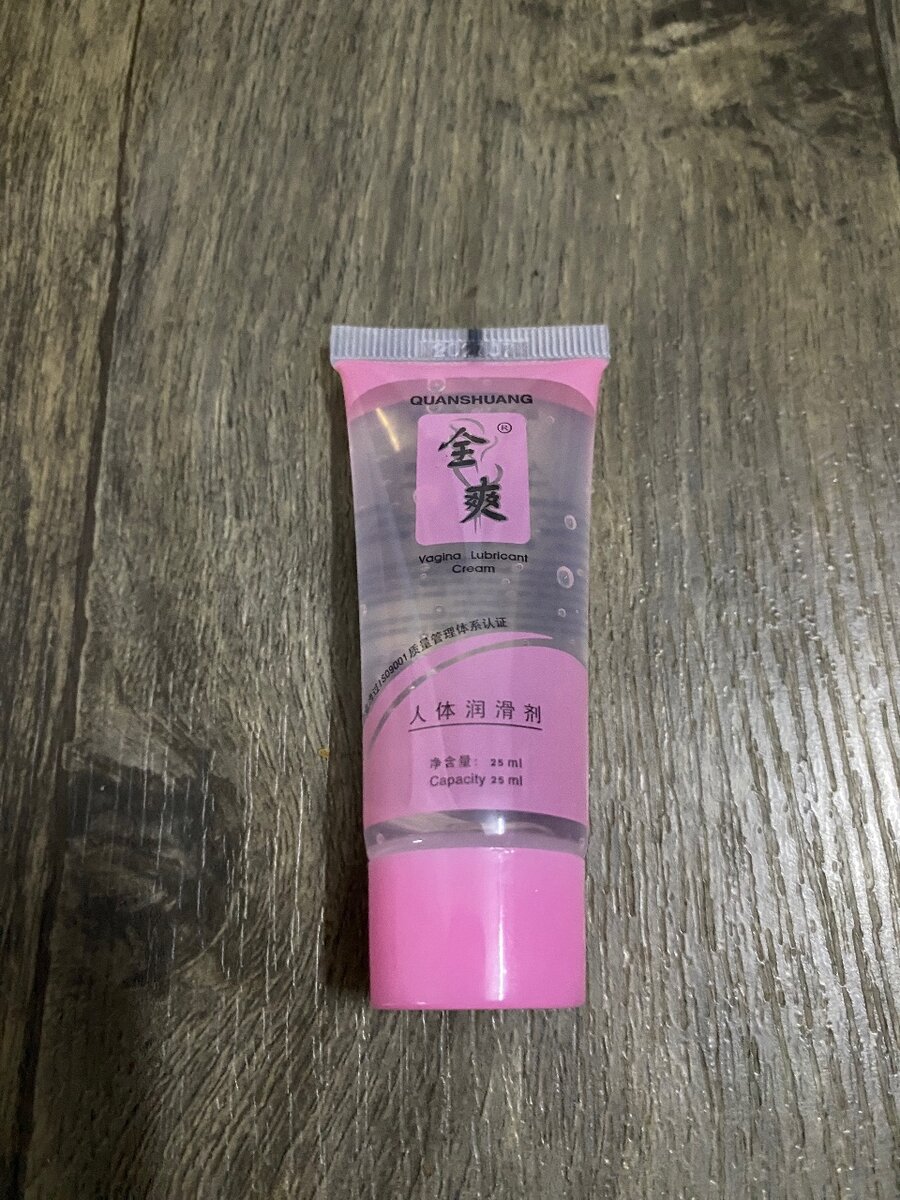 QUANSHUANG
全 ®
爽
Vagina Lubricant
Cream
ISO9001质量管理体系认证
人体润滑剂
净含量: 25 ml
Capacity 25 ml